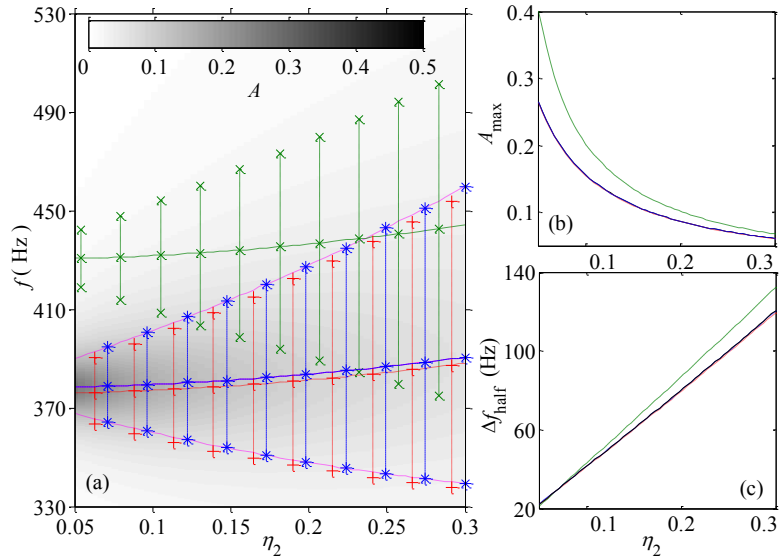 530
490
450
410
370
330
f( Hz)
0 0.1 0.2 0.3 0.4 0.5
A
(a)
0.05 0.1 0.15 0.2 0.25 0.3
η2
0.4
0.3
0.2
0.1
Amax
(b)
0.1 0.2 0.3
140
100
60
20
Δfhalf (Hz)
(c)
0.1 0.2 0.3
η2